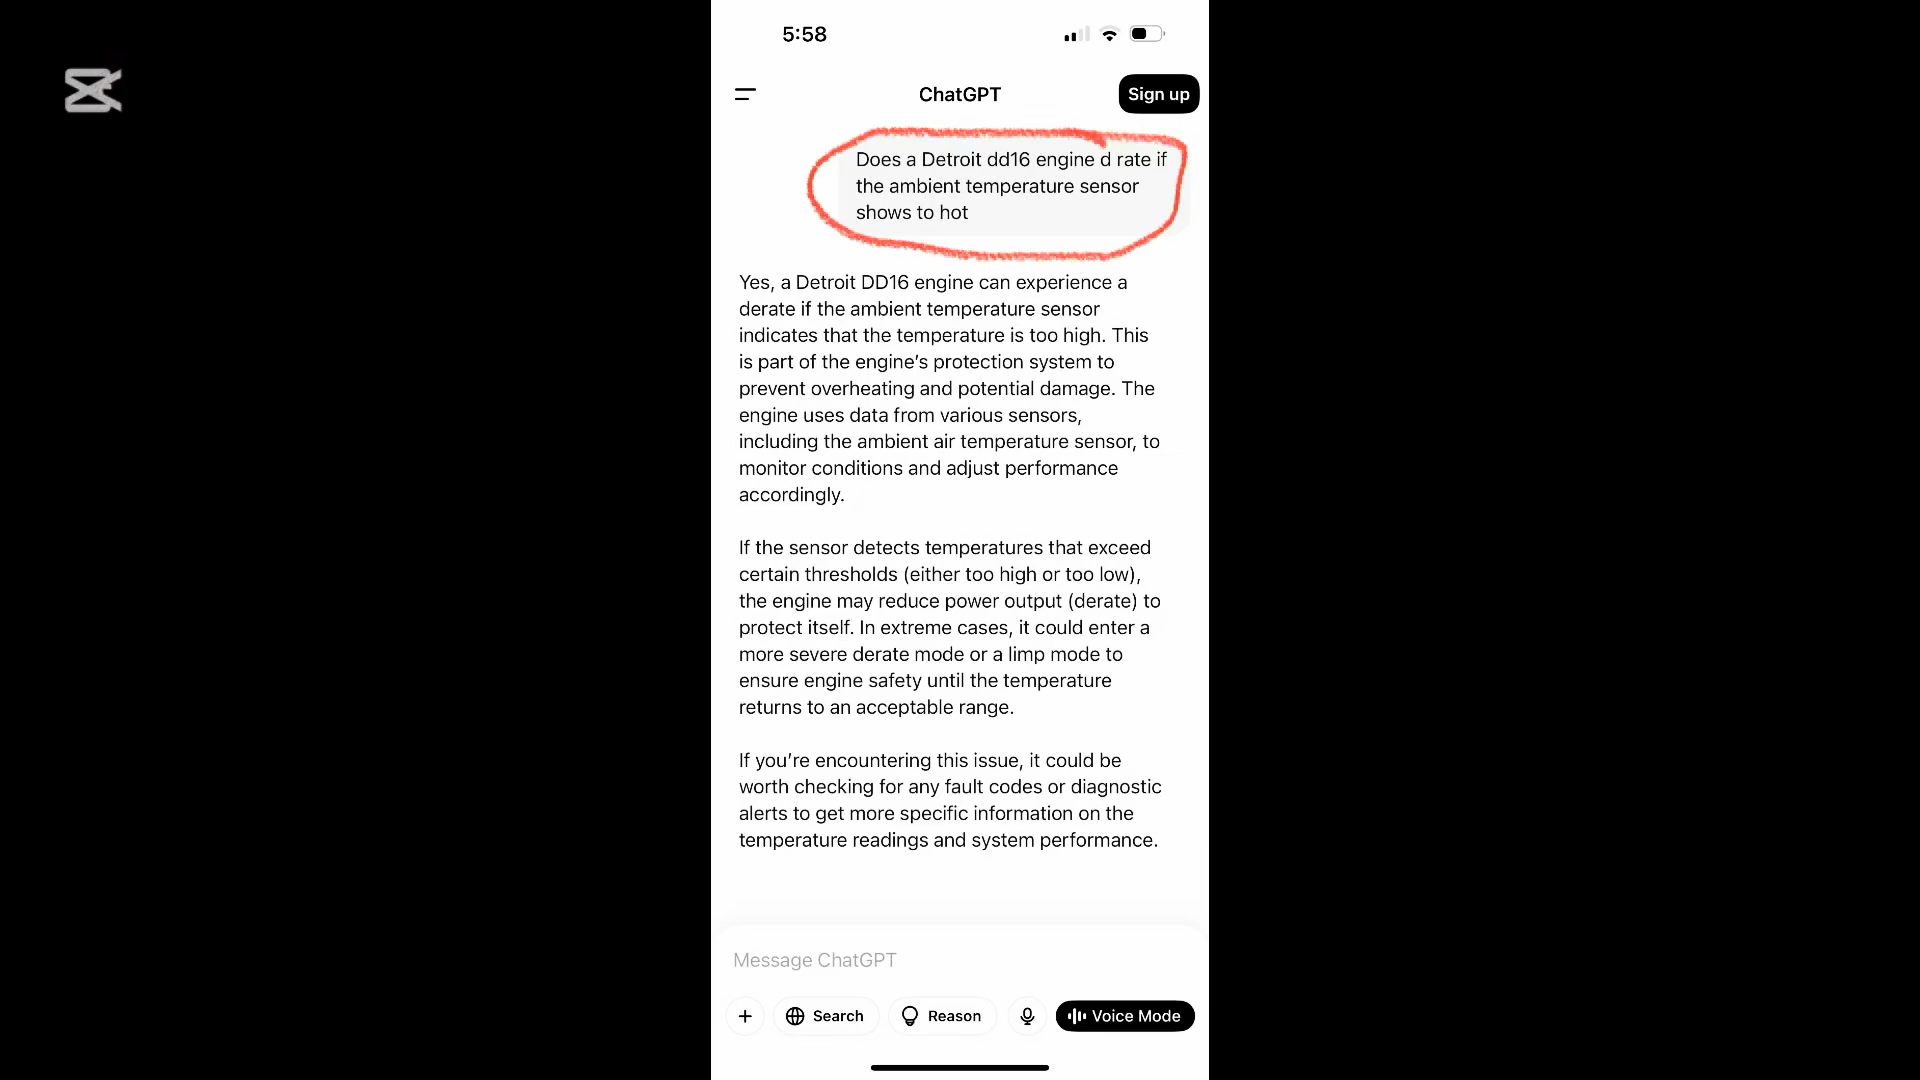 5:58
ChatGPT
Sign up
Does a Detroit dd16 engine d rate if
the ambient temperature sensor
shows to hot
Yes, a Detroit DD16 engine can experience a
derate if the ambient temperature sensor
indicates that the temperature is too high. This
is part of the engine’s protection system to
prevent overheating and potential damage. The
engine uses data from various sensors,
including the ambient air temperature sensor, to
monitor conditions and adjust performance
accordingly.
If the sensor detects temperatures that exceed
certain thresholds (either too high or too low),
the engine may reduce power output (derate) to
protect itself. In extreme cases, it could enter a
more severe derate mode or a limp mode to
ensure engine safety until the temperature
returns to an acceptable range.
If you’re encountering this issue, it could be
worth checking for any fault codes or diagnostic
alerts to get more specific information on the
temperature readings and system performance.
Message ChatGPT
Search
Reason
Voice Mode